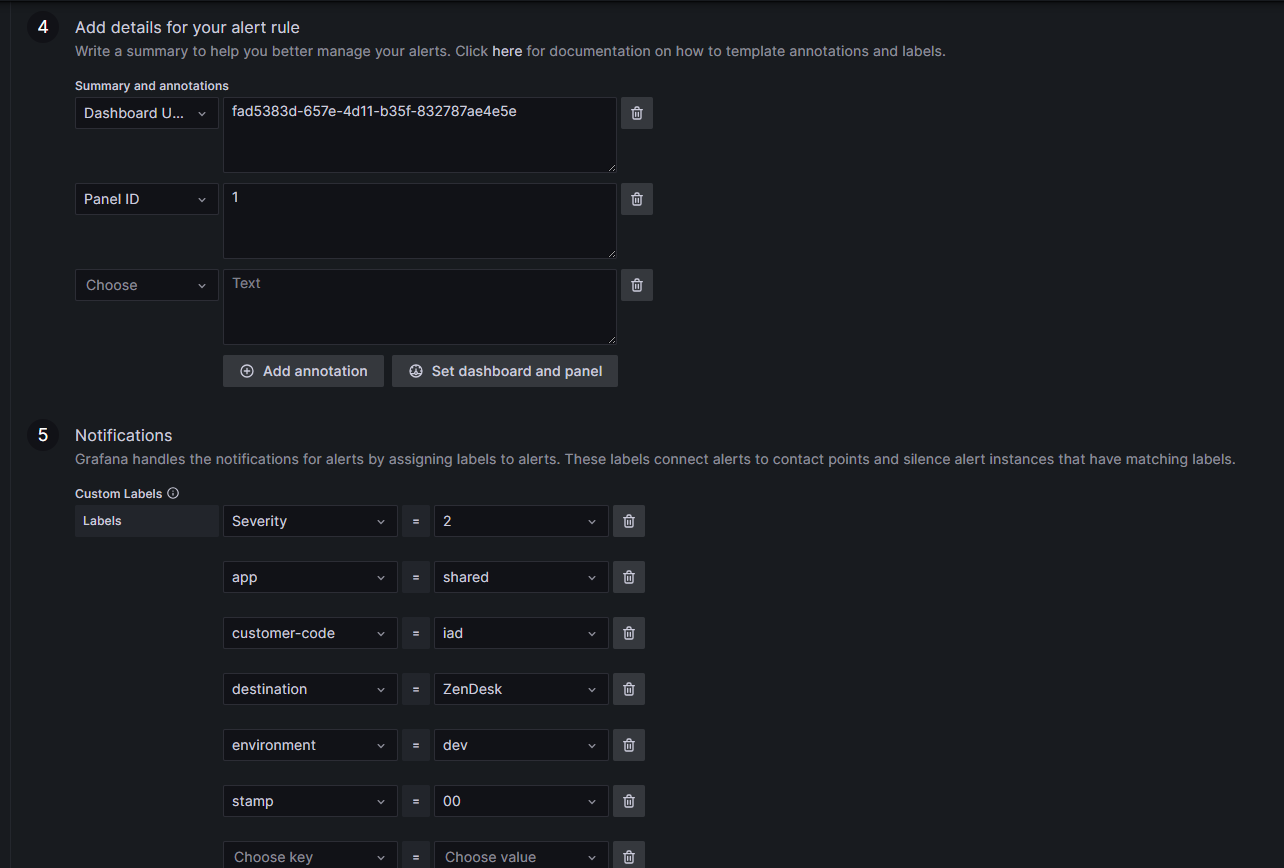 4 Add details for your alert rule
Write a summary to help you better manage your alerts. Click here for documentation on how to template annotations and labels.
Summary and annotations
Dashboard U... fad5383d-657e-4d11-b35f-832787ae4e5e
Panel ID 1
Choose Text
Add annotation Set dashboard and panel
5 Notifications
Grafana handles the notifications for alerts by assigning labels to alerts. These labels connect alerts to contact points and silence alert instances that have matching labels.
Custom Labels
Labels Severity = 2
app = shared
customer-code = iad
destination = ZenDesk
environment = dev
stamp = 00
Choose key = Choose value